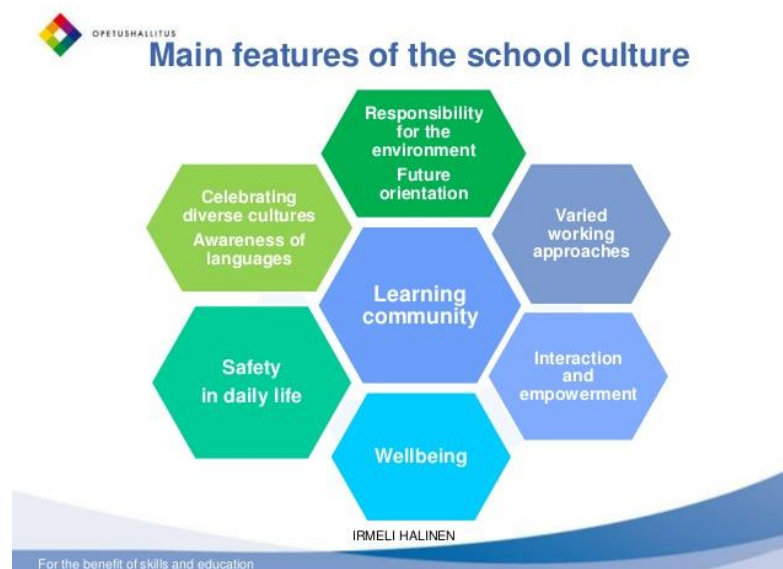 OPETUSHALLITUS
Main features of the school culture
Responsibility
for the
environment
Future
orientation
Celebrating
diverse cultures
Awareness of
languages
Varied
working
approaches
Learning
community
Safety
in daily life
Interaction
and
empowerment
Wellbeing
IRMELI HALINEN
For the benefit of skills and education